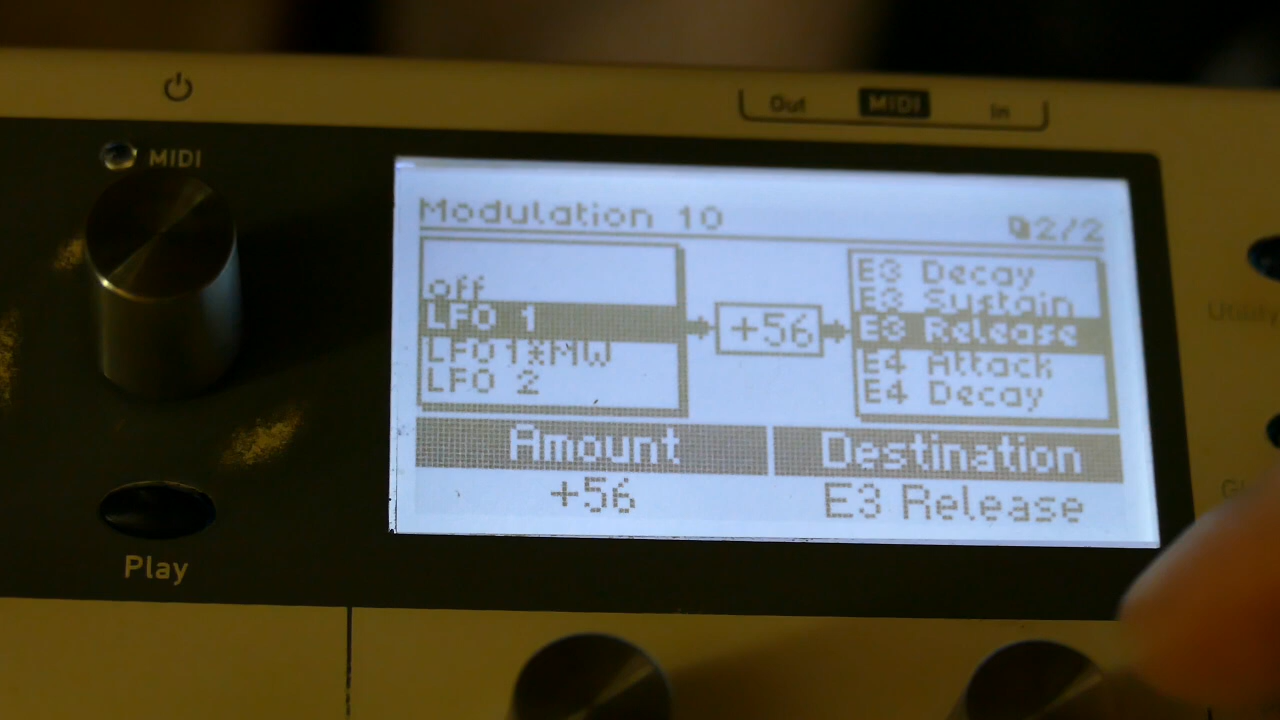 Out MIDI In
MIDI
Modulation 10 2/2
off
LFO 1
LFO1*MW
LFO 2
+56
E3 Decay
E3 Sustain
E3 Release
E4 Attack
E4 Decay
Amount Destination
+56 E3 Release
Play